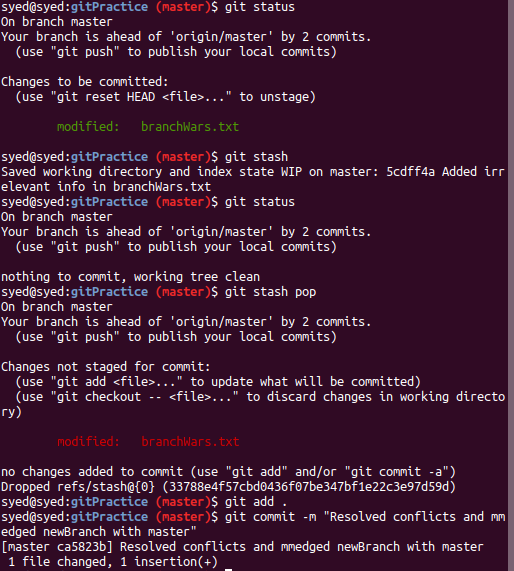 syed@syed:gitPractice (master)$ git status
On branch master
Your branch is ahead of 'origin/master' by 2 commits.
  (use "git push" to publish your local commits)
Changes to be committed:
  (use "git reset HEAD <file>..." to unstage)
        modified:   branchWars.txt
syed@syed:gitPractice (master)$ git stash
Saved working directory and index state WIP on master: 5cdff4a Added irr
elevant info in branchWars.txt
syed@syed:gitPractice (master)$ git status
On branch master
Your branch is ahead of 'origin/master' by 2 commits.
  (use "git push" to publish your local commits)
nothing to commit, working tree clean
syed@syed:gitPractice (master)$ git stash pop
On branch master
Your branch is ahead of 'origin/master' by 2 commits.
  (use "git push" to publish your local commits)
Changes not staged for commit:
  (use "git add <file>..." to update what will be committed)
  (use "git checkout -- <file>..." to discard changes in working directo
ry)
        modified:   branchWars.txt
no changes added to commit (use "git add" and/or "git commit -a")
Dropped refs/stash@{0} (33788e4f57cbd0436f07be347bf1e22c3e97d59d)
syed@syed:gitPractice (master)$ git add .
syed@syed:gitPractice (master)$ git commit -m "Resolved conflicts and mm
edged newBranch with master"
[master ca5823b] Resolved conflicts and mmedged newBranch with master
 1 file changed, 1 insertion(+)